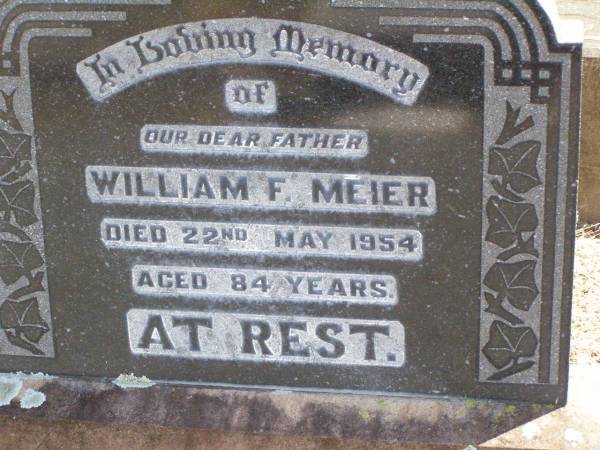 In Loving Memory
of
OUR DEAR FATHER
WILLIAM F. MEIER
DIED 22ND MAY 1954
AGED 84 YEARS.
AT REST.